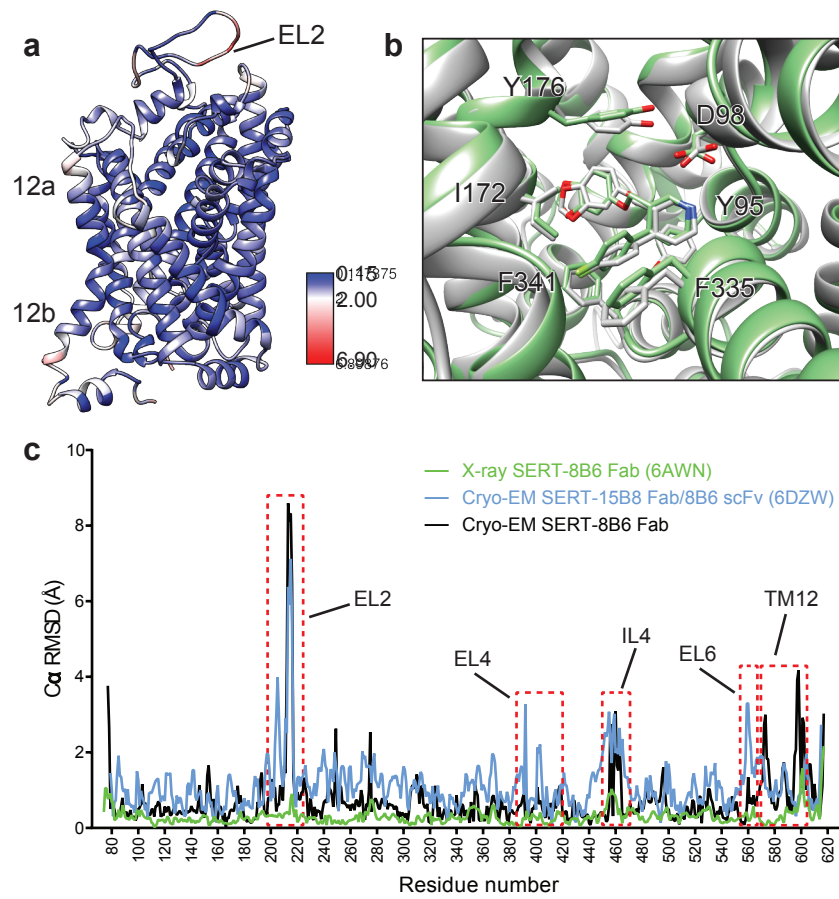 a
EL2
12a
12b
0.15
2.00
6.90
b
Y176
D98
I172
Y95
F341
F335
c
X-ray SERT-8B6 Fab (6AWN)
Cryo-EM SERT-15B8 Fab/8B6 scFv (6DZW)
Cryo-EM SERT-8B6 Fab
EL2
EL4
IL4
EL6
TM12
Cα RMSD (Å)
10
8
6
4
2
0
80 100 120 140 160 180 200 220 240 260 280 300 320 340 360 380 400 420 440 460 480 500 520 540 560 580 600 620
Residue number